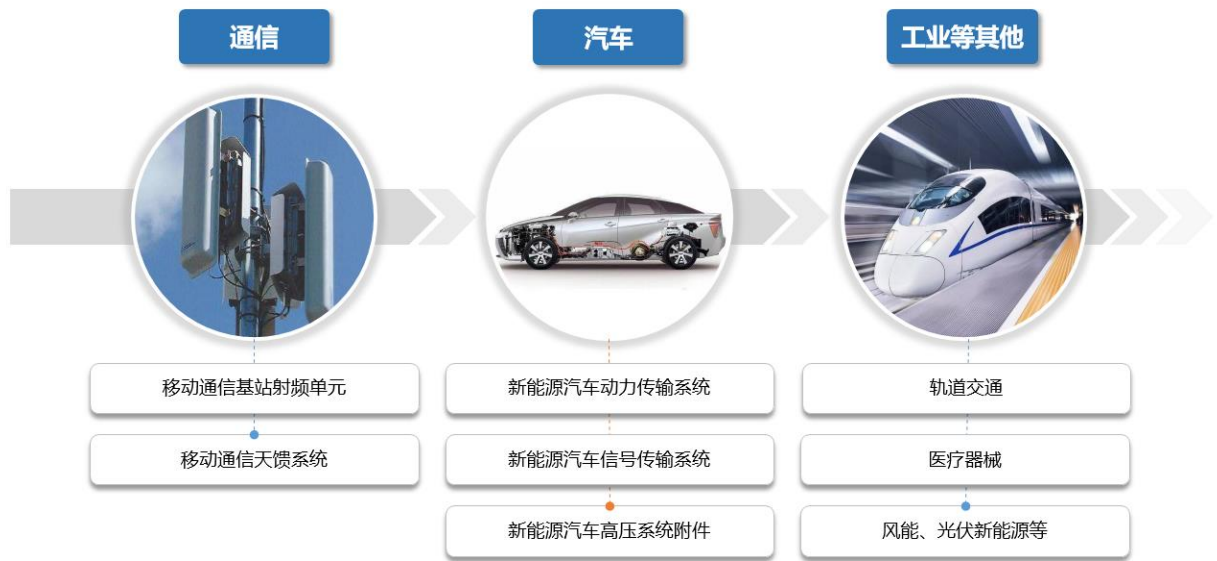 通信
汽车
工业等其他
移动通信基站射频单元
新能源汽车动力传输系统
轨道交通
移动通信天馈系统
新能源汽车信号传输系统
医疗器械
新能源汽车高压系统附件
风能、光伏新能源等